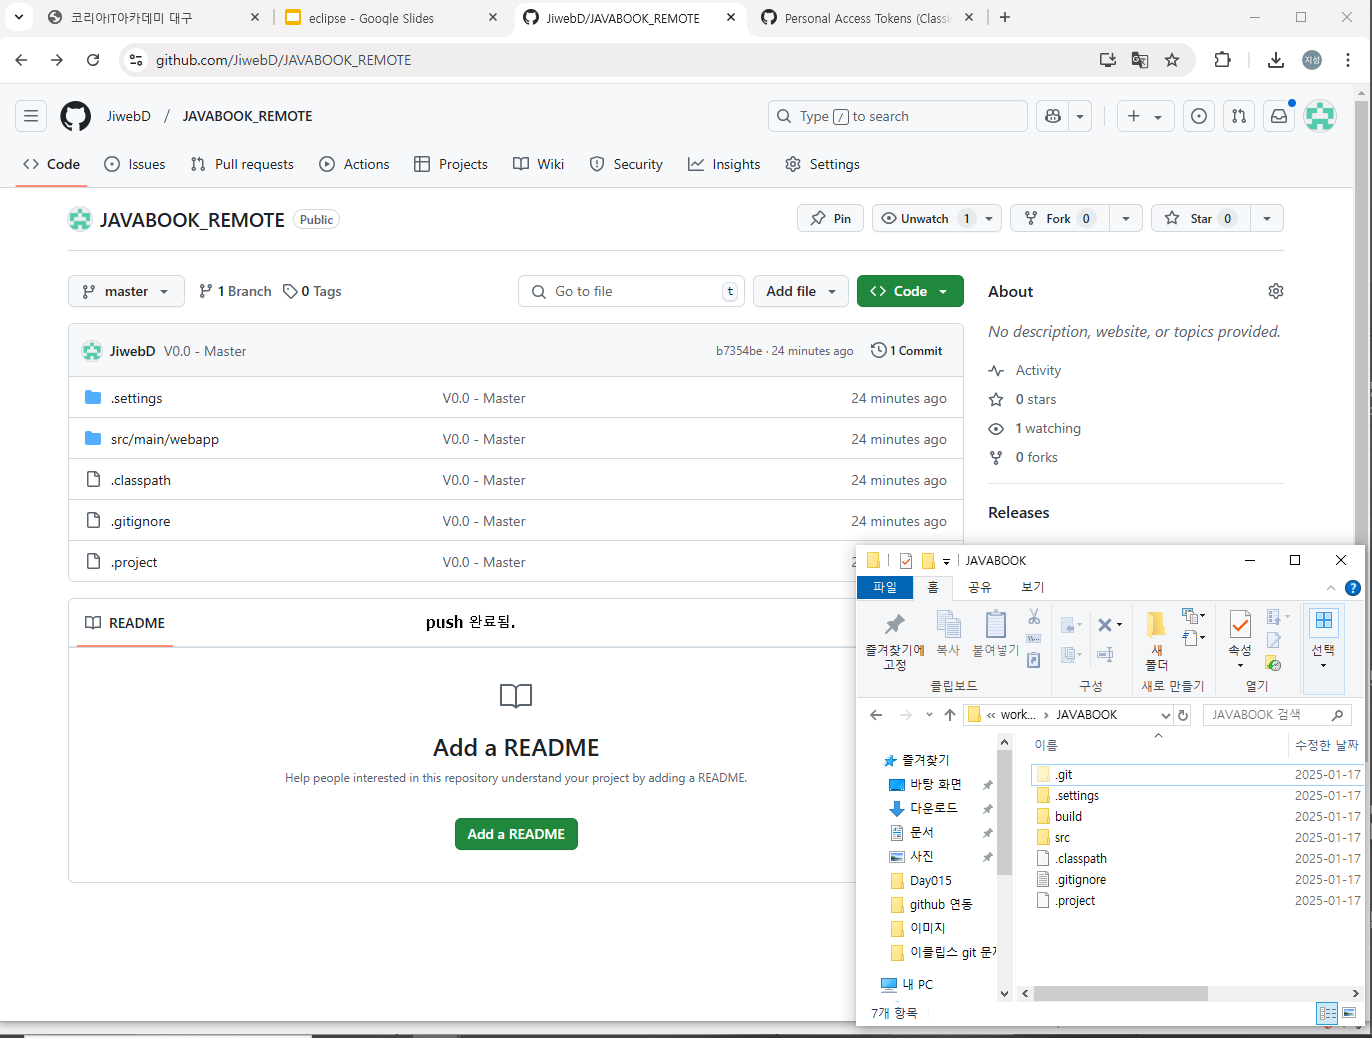 코리아IT아카데미 대구
eclipse - Google Slides
JiwebD/JAVABOOK_REMOTE
Personal Access Tokens (Classi
github.com/JiwebD/JAVABOOK_REMOTE
지성
JiwebD / JAVABOOK_REMOTE
Type / to search
Code
Issues
Pull requests
Actions
Projects
Wiki
Security
Insights
Settings
JAVABOOK_REMOTE Public
Pin
Unwatch 1
Fork 0
Star 0
master
1 Branch
0 Tags
Go to file t
Add file
Code
About
No description, website, or topics provided.
JiwebD V0.0 - Master b7354be · 24 minutes ago 1 Commit
.settings V0.0 - Master 24 minutes ago
src/main/webapp V0.0 - Master 24 minutes ago
.classpath V0.0 - Master 24 minutes ago
.gitignore V0.0 - Master 24 minutes ago
.project V0.0 - Master
Activity
0 stars
1 watching
0 forks
Releases
README
push 완료됨.
Add a README
Help people interested in this repository understand your project by adding a README.
Add a README
JAVABOOK
파일 홈 공유 보기
즐겨찾기에
고정
복사
붙여넣기
클립보드
구성
새
폴더
새로 만들기
속성
열기
선택
« work... › JAVABOOK
JAVABOOK 검색
즐겨찾기
바탕 화면
다운로드
문서
사진
Day015
github 연동
이미지
이클립스 git 문
내 PC
이름 수정한 날짜
.git 2025-01-17
.settings 2025-01-17
build 2025-01-17
src 2025-01-17
.classpath 2025-01-17
.gitignore 2025-01-17
.project 2025-01-17
7개 항목